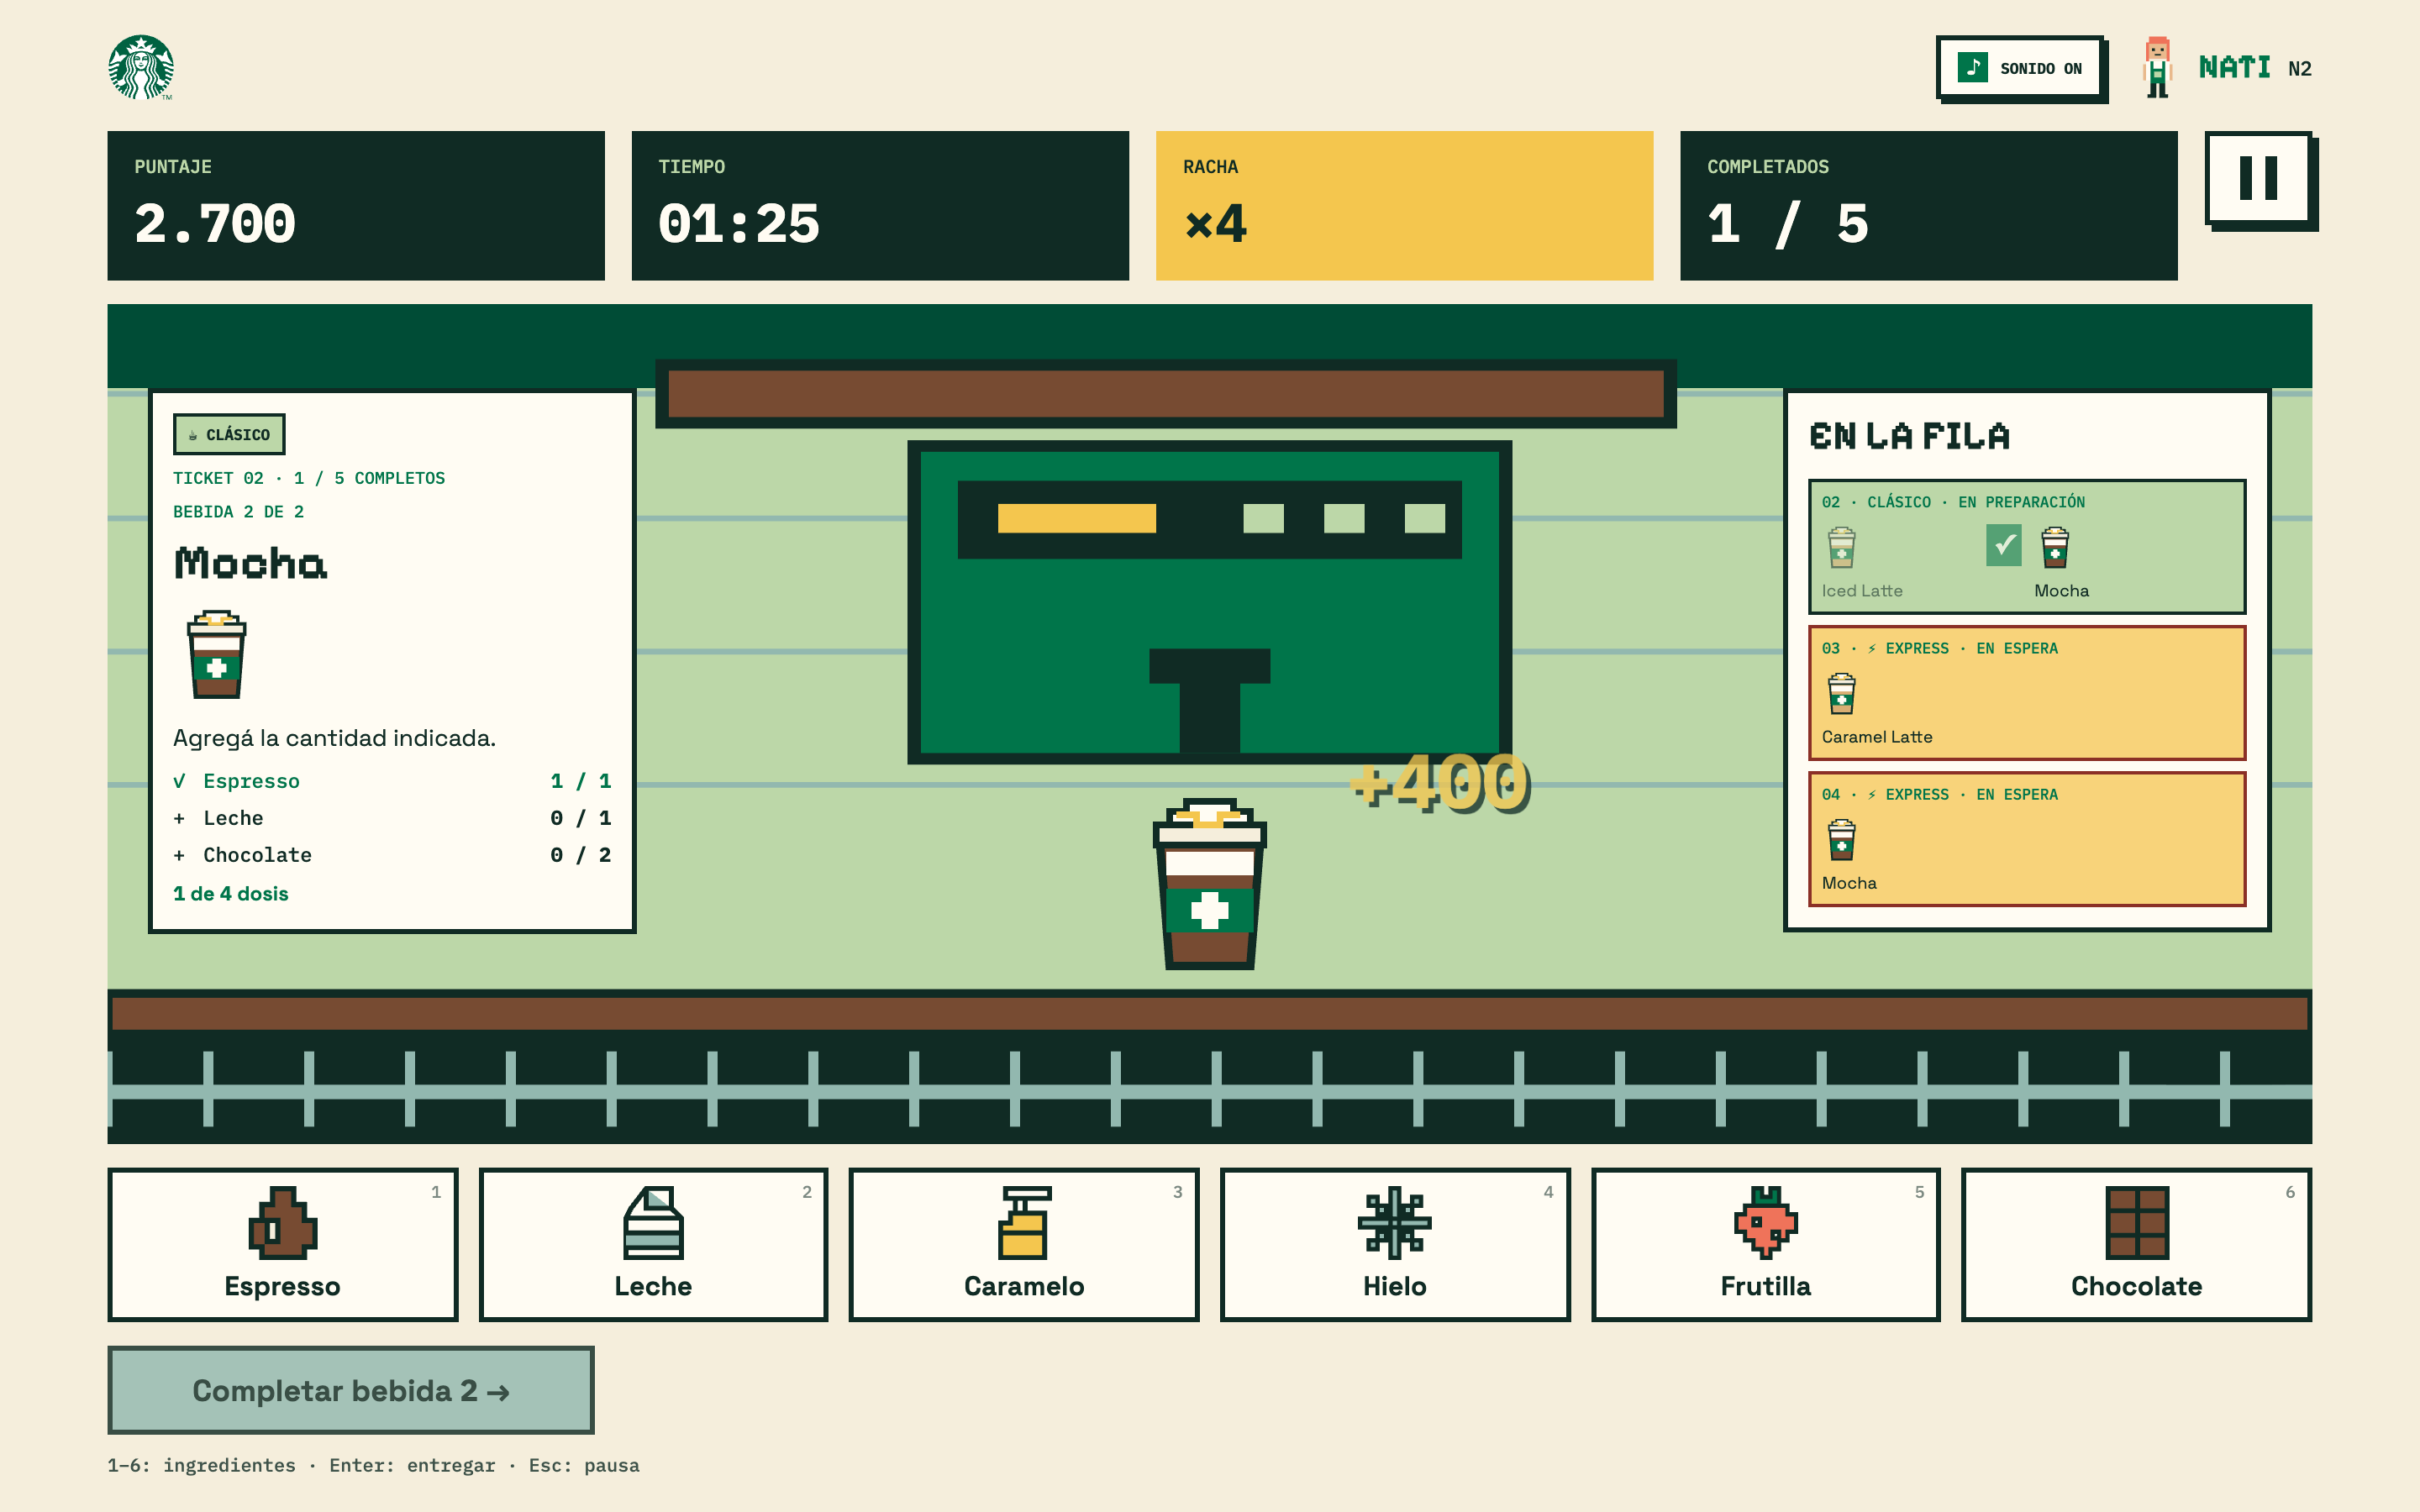 TM
SONIDO ON
NATI N2
PUNTAJE
2.700
TIEMPO
01:25
RACHA
×4
COMPLETADOS
1 / 5
CLÁSICO
TICKET 02 · 1 / 5 COMPLETOS
BEBIDA 2 DE 2
Mocha
Agregá la cantidad indicada.
✓ Espresso 1 / 1
+ Leche 0 / 1
+ Chocolate 0 / 2
1 de 4 dosis
+400
EN LA FILA
02 · CLÁSICO · EN PREPARACIÓN
Iced Latte
Mocha
03 · ⚡ EXPRESS · EN ESPERA
Caramel Latte
04 · ⚡ EXPRESS · EN ESPERA
Mocha
1
Espresso
2
Leche
3
Caramelo
4
Hielo
5
Frutilla
6
Chocolate
Completar bebida 2 →
1–6: ingredientes · Enter: entregar · Esc: pausa